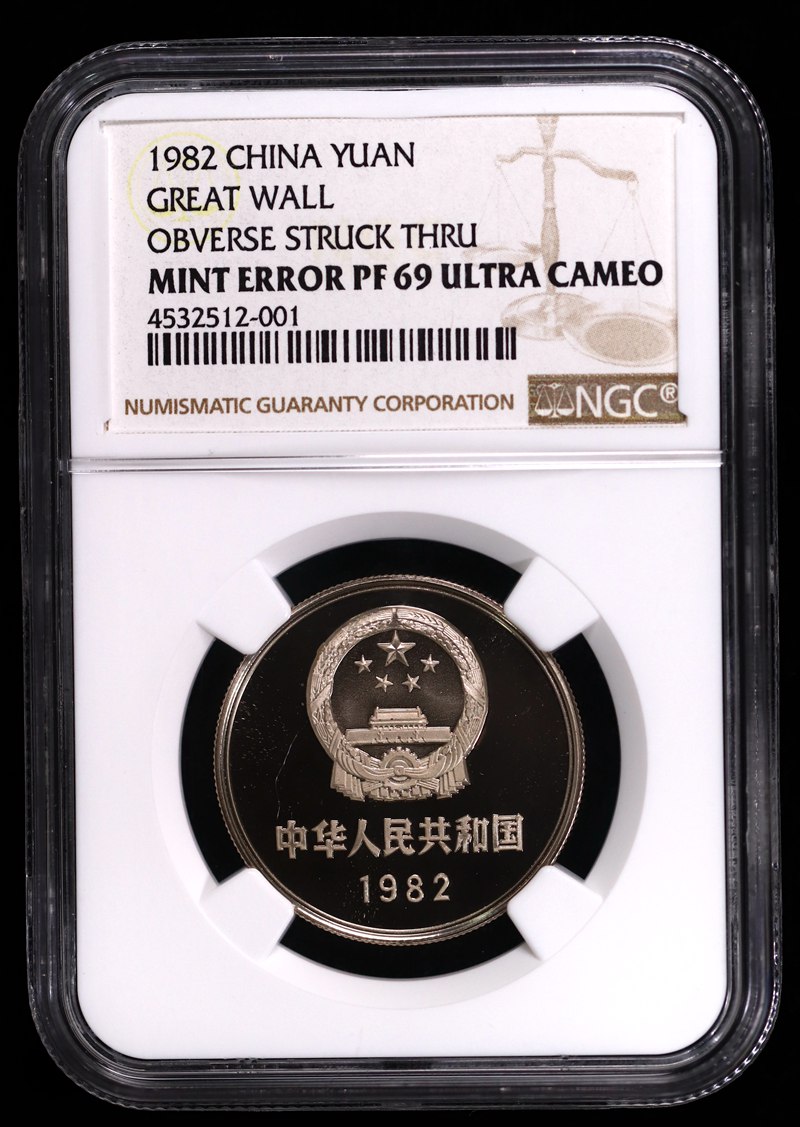 1982 CHINA YUAN
GREAT WALL
OBVERSE STRUCK THRU
MINT ERROR PF 69 ULTRA CAMEO
4532512-001
NUMISMATIC GUARANTY CORPORATION NGC®
中华人民共和国
1982